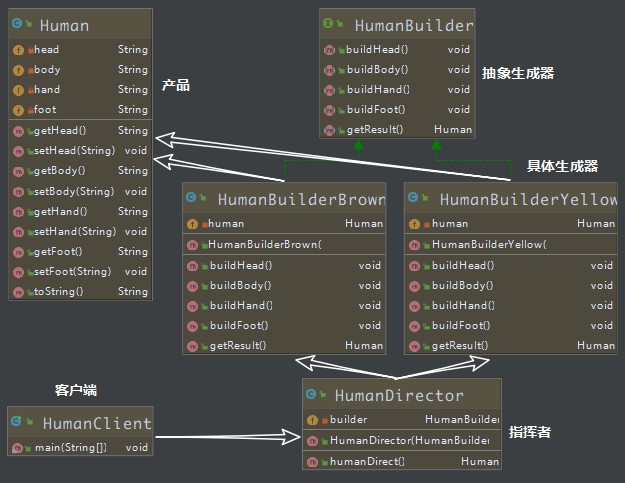 Human
head String
body String
hand String
foot String
getHead() String
setHead(String) void
getBody() String
setBody(String) void
getHand() String
setHand(String) void
getFoot() String
setFoot(String) void
toString() String
产品
HumanBuilder
buildHead() void
buildBody() void
buildHand() void
buildFoot() void
getResult() Human
抽象生成器
具体生成器
HumanBuilderBrown
human Human
HumanBuilderBrown(
buildHead() void
buildBody() void
buildHand() void
buildFoot() void
getResult() Human
HumanBuilderYellow
human Human
HumanBuilderYellow(
buildHead() void
buildBody() void
buildHand() void
buildFoot() void
getResult() Human
客户端
HumanClient
main(String[]) void
HumanDirector
builder HumanBuilder
HumanDirector(HumanBuilder
humanDirect() Human
指挥者